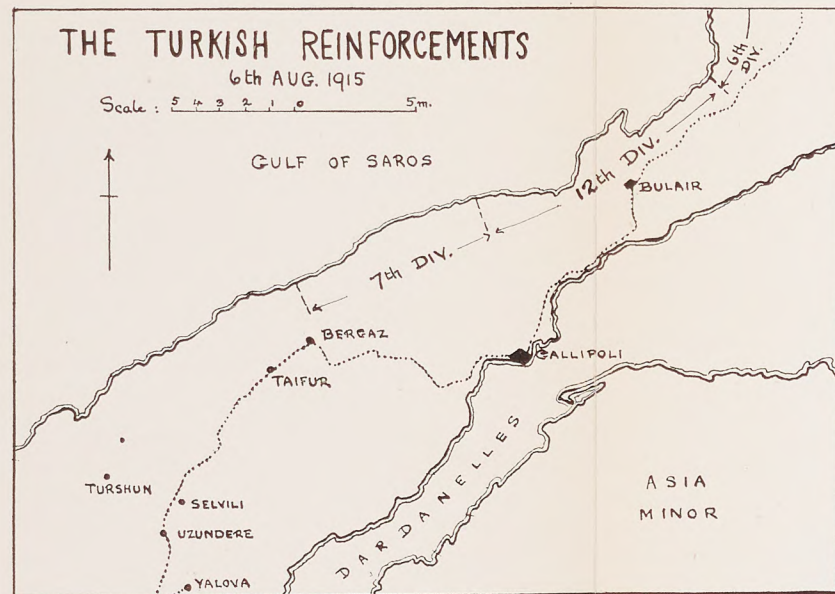 THE TURKISH REINFORCEMENTS
6th AUG. 1915
Scale : 5 4 3 2 1 0 5 m.
GULF OF SAROS
6th DIV.
12th DIV.
BULAIR
7th DIV.
BERGAZ
GALLIPOLI
TAIFUR
DARDANELLES
TURSHUN
SELVILI
ASIA
MINOR
UZUNDERE
YALOVA